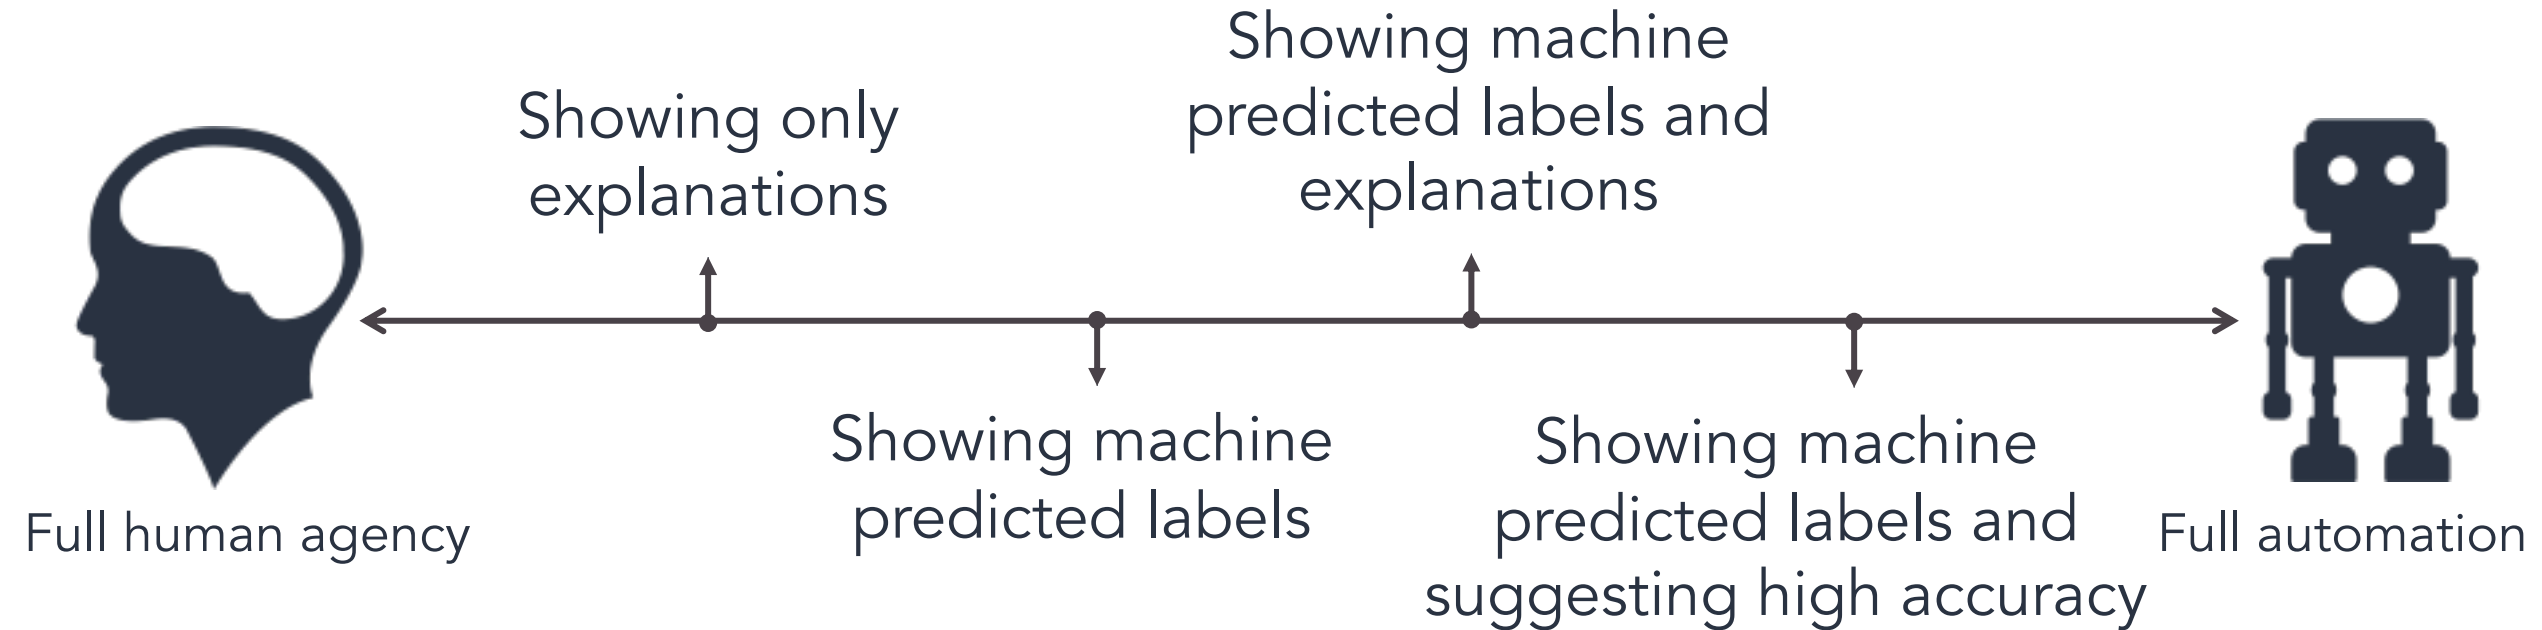 Showing only
explanations
Showing machine
predicted labels and
explanations
Full human agency
Showing machine
predicted labels
Showing machine
predicted labels and
suggesting high accuracy
Full automation